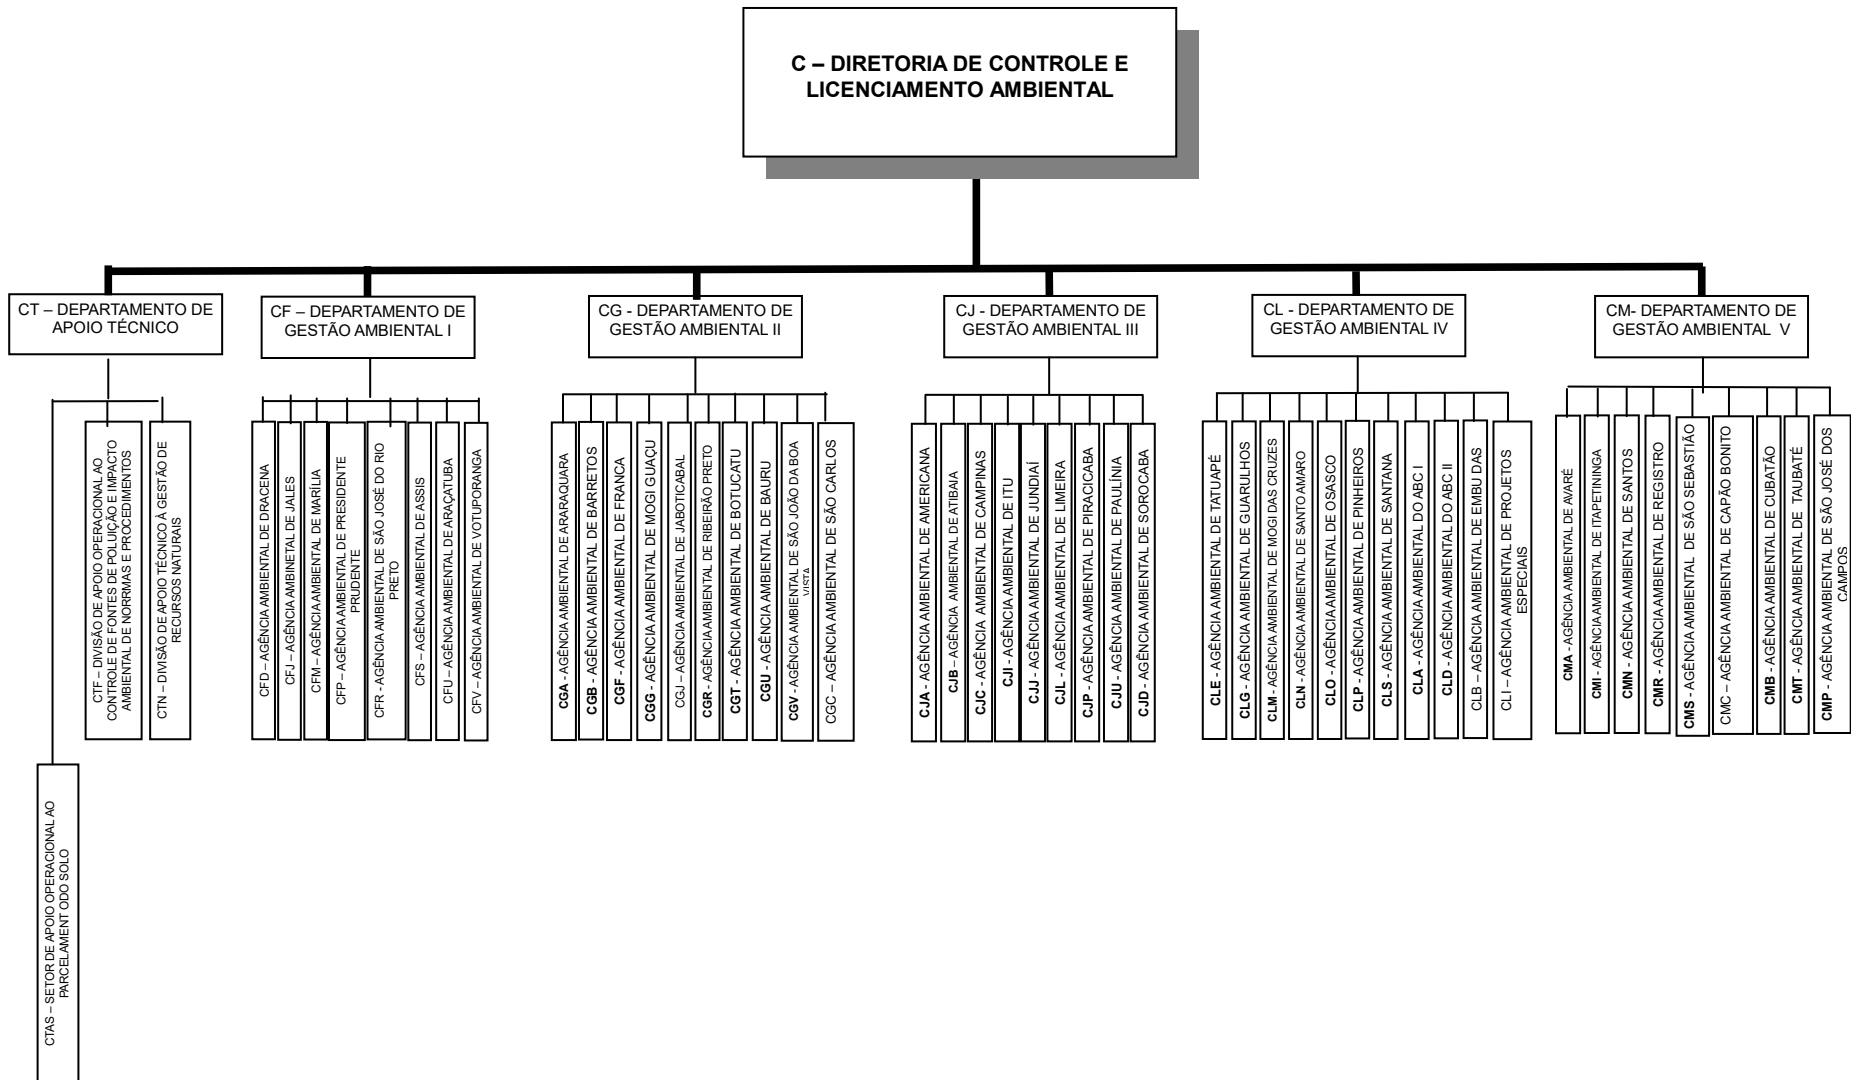 C – DIRETORIA DE CONTROLE E
LICENCIAMENTO AMBIENTAL
CT – DEPARTAMENTO DE
APOIO TÉCNICO
CF – DEPARTAMENTO DE
GESTÃO AMBIENTAL I
CG - DEPARTAMENTO DE
GESTÃO AMBIENTAL II
CJ - DEPARTAMENTO DE
GESTÃO AMBIENTAL III
CL - DEPARTAMENTO DE
GESTÃO AMBIENTAL IV
CM- DEPARTAMENTO DE
GESTÃO AMBIENTAL V
CTAS – SETOR DE APOIO OPERACIONAL AO
PARCELAMENT ODO SOLO
CTF – DIVISÃO DE APOIO OPERACIONAL AO
CONTROLE DE FONTES DE POLUIÇÃO E IMPACTO
AMBIENTAL DE NORRMAS E PROCEDIMENTOS
CTN – DIVISÃO DE APOIO TÉCNICO À GESTÃO DE
RECURSOS NATURAIS
CFD – AGÊNCIA AMBIENTAL DE DRACENA
CFJ – AGÊNCIA AMBINETAL DE JALES
CFM – AGÊNCIA AMBIENTAL DE MARÍLIA
CFP – AGÊNCIA AMBIENTAL DE PRESIDENTE
PRUDENTE
CFR - AGÊNCIA AMBIENTAL DE SÃO JOSÉ DO RIO
PRETO
CFS – AGÊNCIA AMBIENTAL DE ASSIS
CFU – AGÊNCIA AMBIENTAL DE ARAÇATUBA
CFV – AGÊNCIA AMBIENTAL DE VOTUPORANGA
CGA - AGÊNCIA AMBIENTAL DE ARARAQUARA
CGB - AGÊNCIA AMBIENTAL DE BARRETOS
CGF - AGÊNCIA AMBIENTAL DE FRANCA
CGG - AGÊNCIA AMBIENTAL DE MOGI GUAÇU
CGJ – AGÊNCIA AMBIENTAL DE JABOTICABAL
CGR - AGÊNCIA AMBIENTAL DE RIBEIRÃO PRETO
CGT - AGÊNCIA AMBIENTAL DE BOTUCATU
CGU - AGÊNCIA AMBIENTAL DE BAURU
CGV - AGÊNCIA AMBIENTAL DE SÃO JOÃO DA BOA
VISTA
CGC – AGÊNCIA AMBIENTAL DE SÃO CARLOS
CJA - AGÊNCIA AMBIENTAL DE AMERICANA
CJB – AGÊNCIA AMBIENTAL DE ATIBAIA
CJC - AGÊNCIA AMBIENTAL DE CAMPINAS
CJI - AGÊNCIA AMBIENTAL DE ITU
CJJ - AGÊNCIA AMBIENTAL DE JUNDIAÍ
CJL - AGÊNCIA AMBIENTAL DE LIMEIRA
CJP - AGÊNCIA AMBIENTAL DE PIRACICABA
CJU - AGÊNCIA AMBIENTAL DE PAULÍNIA
CJD - AGÊNCIA AMBIENTAL DE SOROCABA
CLE - AGÊNCIA AMBIENTAL DE TATUAPÉ
CLG - AGÊNCIA AMBIENTAL DE GUARULHOS
CLM - AGÊNCIA AMBIENTAL DE MOGI DAS CRUZES
CLN - AGÊNCIA AMBIENTAL DE SANTO AMARO
CLO - AGÊNCIA AMBIENTAL DE OSASCO
CLP - AGÊNCIA AMBIENTAL DE PINHEIROS
CLS - AGÊNCIA AMBIENTAL DE SANTANA
CLA - AGÊNCIA AMBIENTAL DO ABC I
CLD - AGÊNCIA AMBIENTAL DO ABC II
CLB – AGÊNCIA AMBIENTAL DE EMBU DAS
CLI – AGÊNCIA AMBIENTAL DE PROJETOS
ESPECIAIS
CMA - AGÊNCIA AMBIENTAL DE AVARÉ
CMI - AGÊNCIA AMBIENTAL DE ITAPETININGA
CMN - AGÊNCIA AMBIENTAL DE SANTOS
CMR - AGÊNCIA AMBIENTAL DE REGISTRO
CMS - AGÊNCIA AMBIENTAL DE SÃO SEBASTIÃO
CMC – AGÊNCIA AMBIENTAL DE CAPÃO BONITO
CMB - AGÊNCIA AMBIENTAL DE CUBATÃO
CMT - AGÊNCIA AMBIENTAL DE TAUBATÉ
CMP - AGÊNCIA AMBIENTAL DE SÃO JOSÉ DOS
CAMPOS